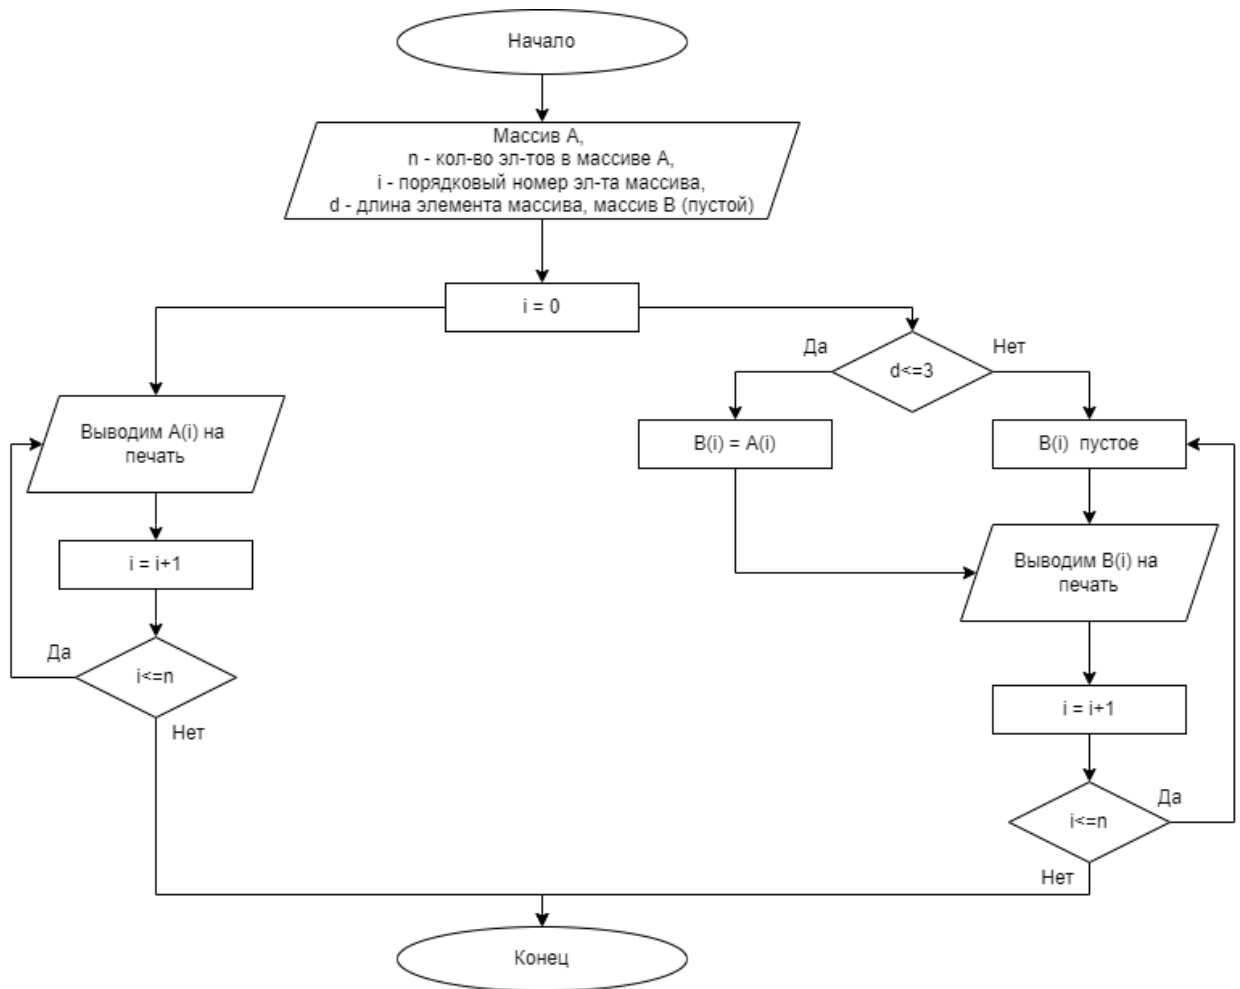 Начало
Массив А,
n - кол-во эл-тов в массиве А,
i - порядковый номер эл-та массива,
d - длина элемента массива, массив В (пустой)
i = 0
Да
d<=3
Нет
Выводим A(i) на
печать
B(i) = A(i)
B(i) пустое
i = i+1
Выводим B(i) на
печать
Да
i<=n
Нет
i = i+1
Да
i<=n
Нет
Конец